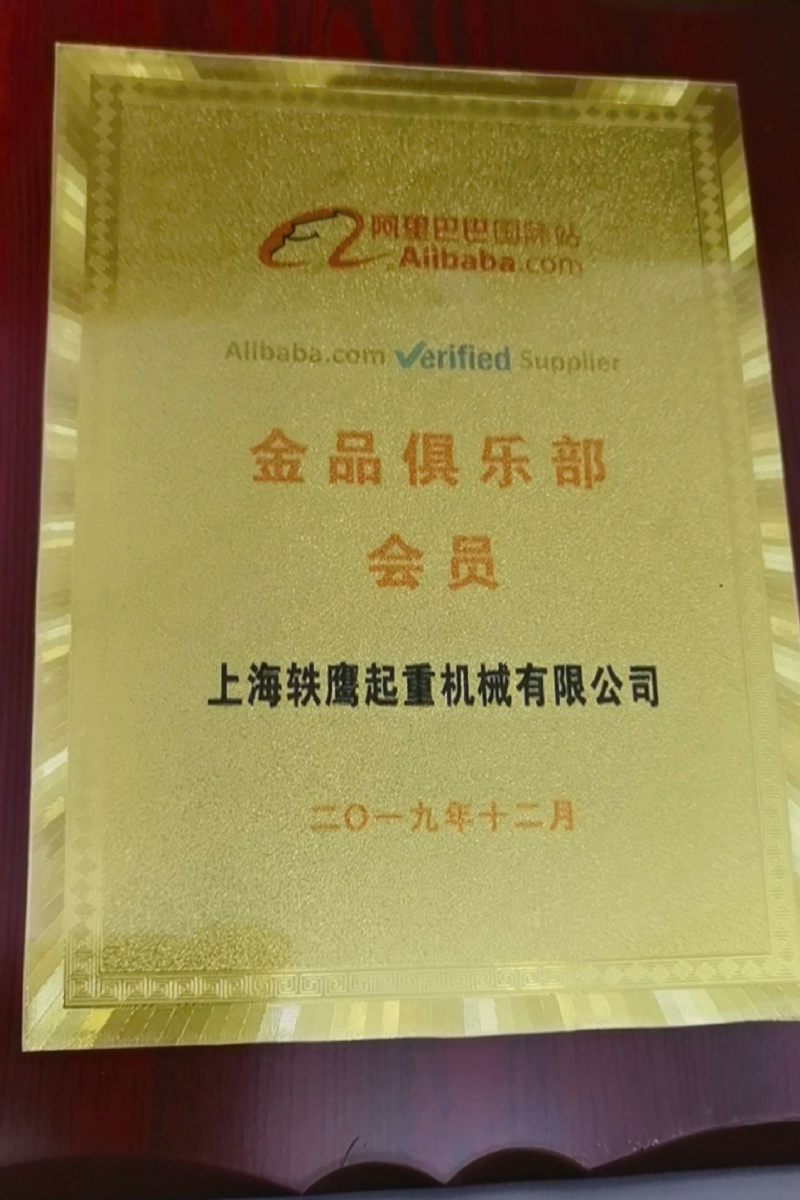 阿里巴巴国际站
Alibaba.com
Alibaba.com Verified Supplier
金品俱乐部
会员
上海轶鹰起重机械有限公司
二〇一九年十二月